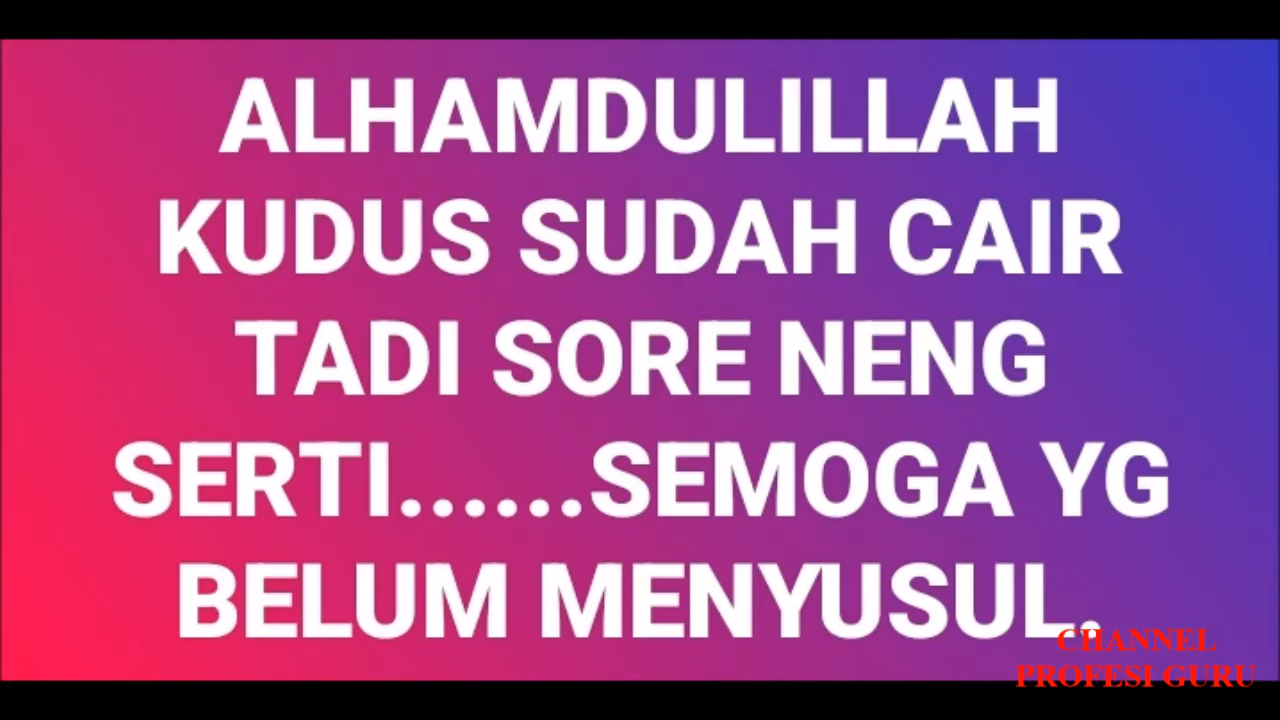 ALHAMDULILLAH
KUDUS SUDAH CAIR
TADI SORE NENG
SERTI......SEMOGA YG
BELUM MENYUSUL.
CHANNEL
PROFESI GURU